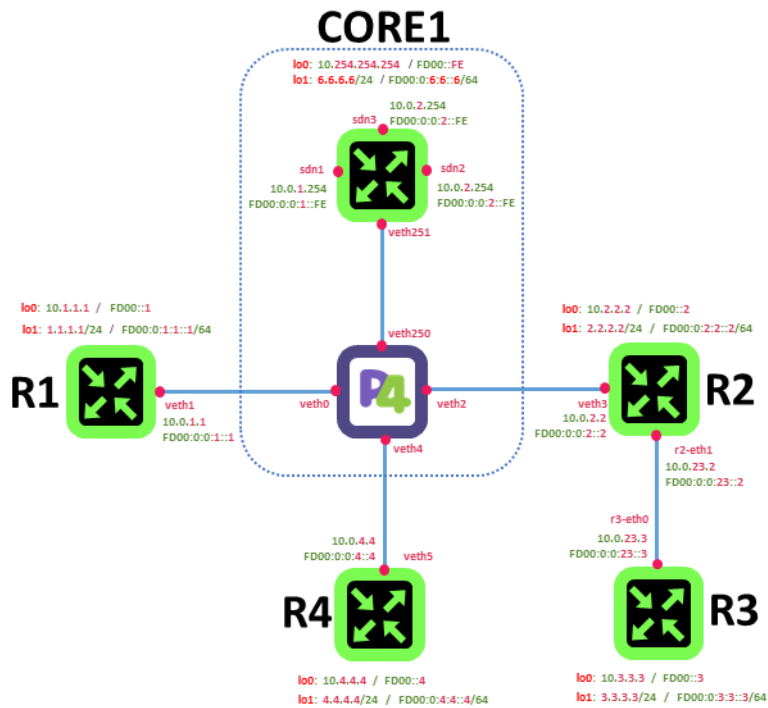 CORE1
lo0: 10.254.254.254 / FD00::FE
lo1: 6.6.6.6/24 / FD00:0:6:6::6/64
10.0.2.254
sdn3 FD00:0:0:2::FE
sdn1
sdn2
10.0.1.254
FD00:0:0:1::FE
10.0.2.254
FD00:0:0:2::FE
veth251
lo0: 10.1.1.1 / FD00::1
lo1: 1.1.1.1/24 / FD00:0:1:1::1/64
lo0: 10.2.2.2 / FD00::2
lo1: 2.2.2.2/24 / FD00:0:2:2::2/64
veth250
R1
P4
R2
veth1
10.0.1.1
FD00:0:0:1::1
veth0
veth2
veth3
10.0.2.2
FD00:0:0:2::2
veth4
r2-eth1
10.0.23.2
FD00:0:0:23::2
r3-eth0
10.0.23.3
FD00:0:0:23::3
10.0.4.4
FD00:0:0:4::4
veth5
R4
R3
lo0: 10.4.4.4 / FD00::4
lo1: 4.4.4.4/24 / FD00:0:4:4::4/64
lo0: 10.3.3.3 / FD00::3
lo1: 3.3.3.3/24 / FD00:0:3:3::3/64